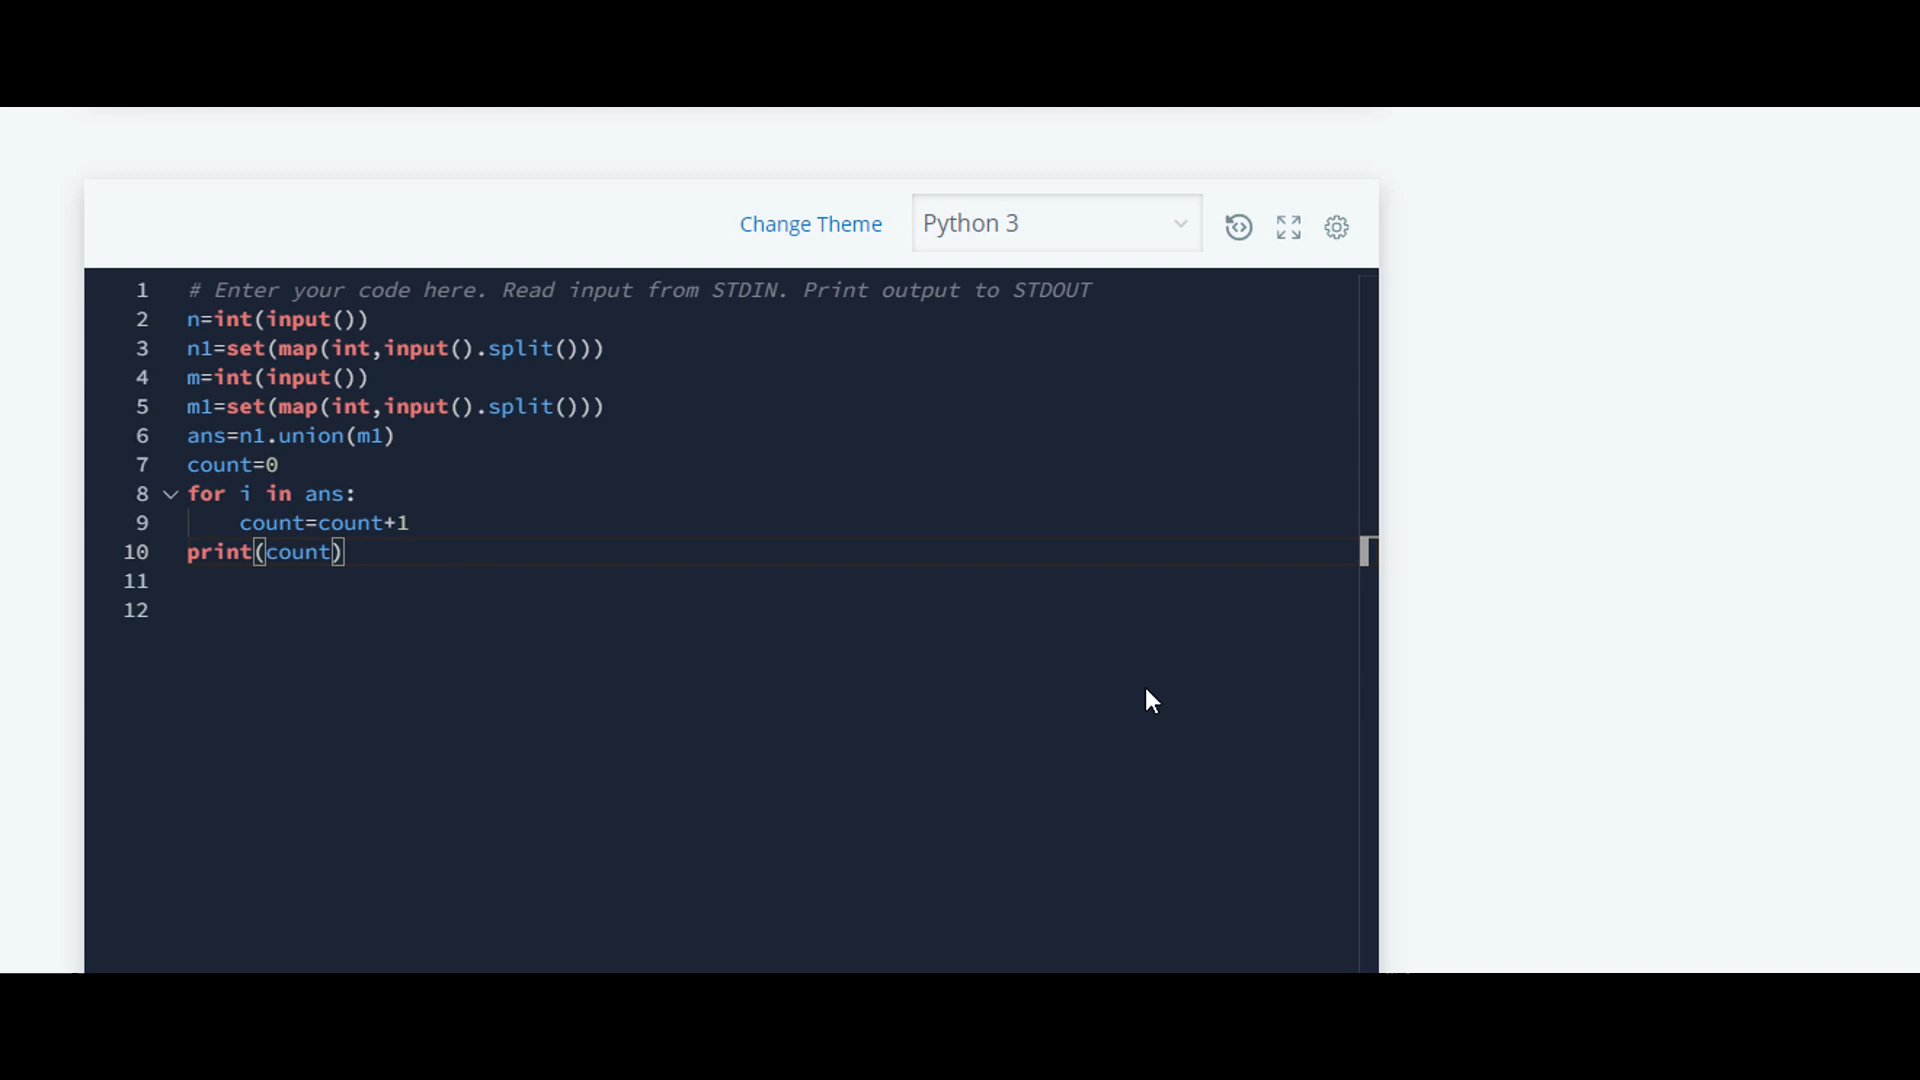 Change Theme
Python 3
1 # Enter your code here. Read input from STDIN. Print output to STDOUT
2 n=int(input())
3 n1=set(map(int,input().split()))
4 m=int(input())
5 m1=set(map(int,input().split()))
6 ans=n1.union(m1)
7 count=0
8 for i in ans:
9     count=count+1
10 print(count)
11
12